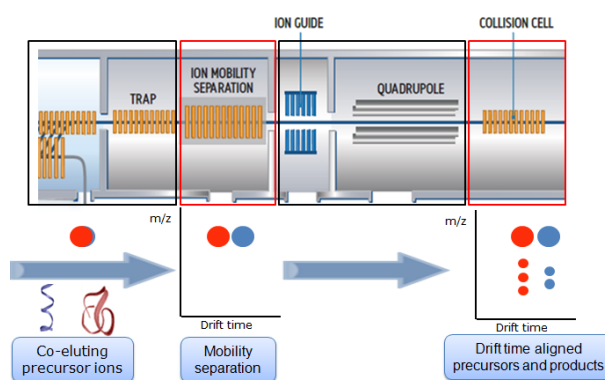 ION GUIDE
COLLISION CELL
TRAP
ION MOBILITY
SEPARATION
QUADRUPOLE
m/z
m/z
Drift time
Drift time
Co-eluting
precursor ions
Mobility
separation
Drift time aligned
precursors and products